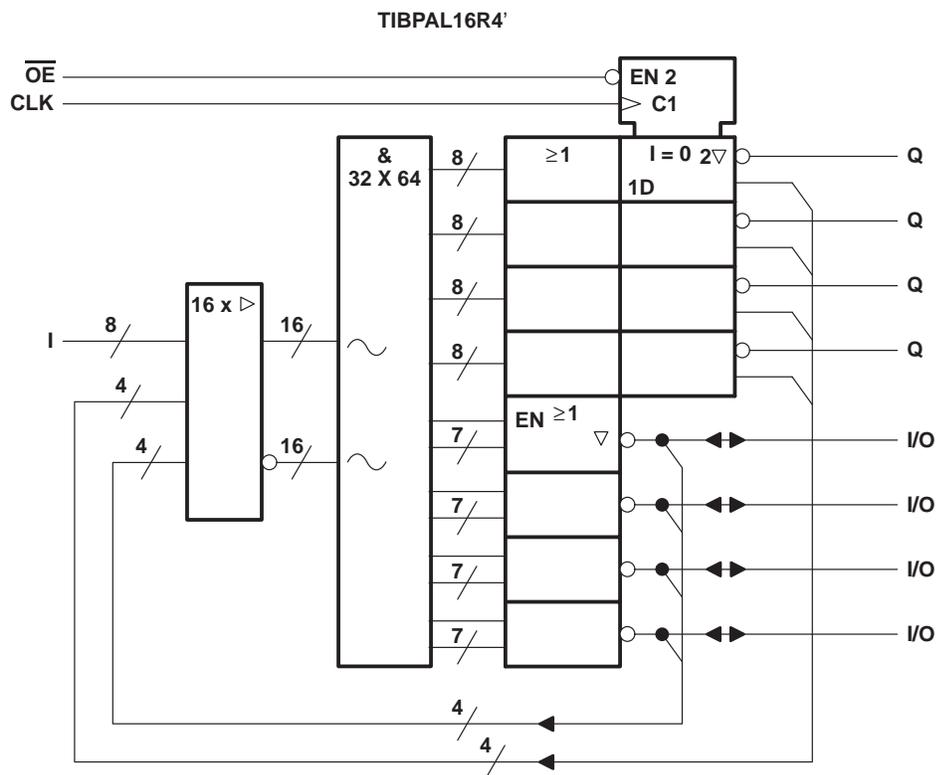 TIBPAL16R4’
OE
EN 2
CLK
C1
&
32 X 64
8
≥1
I = 0 2▽
Q
1D
8
Q
8
Q
16 x ▷
I
8
16
8
Q
4
EN ≥1
▽
7
I/O
4
16
7
I/O
7
I/O
7
I/O
4
4